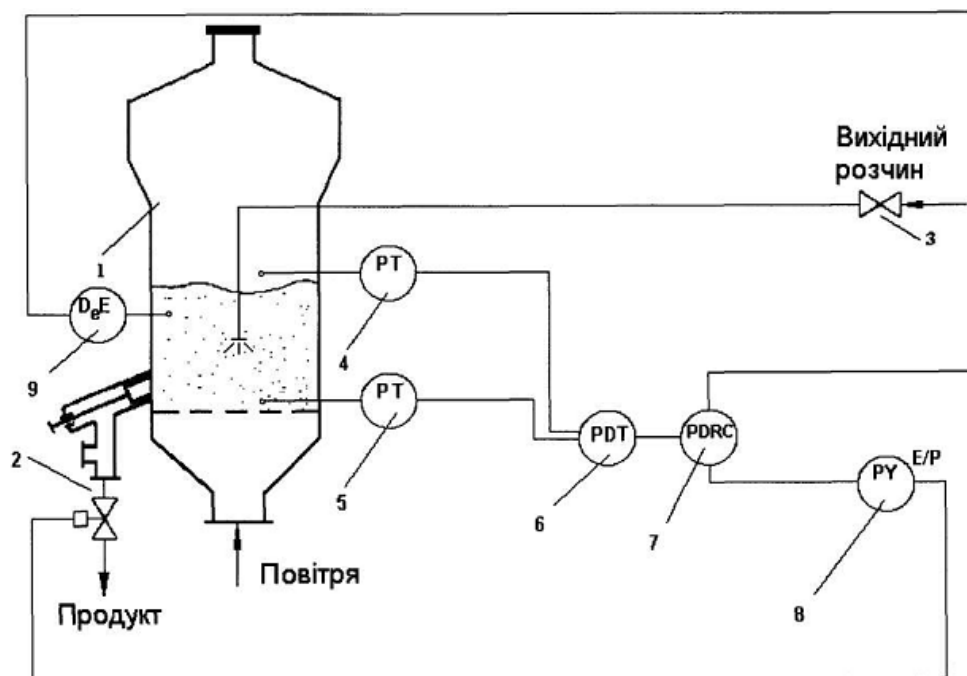 Вихідний
розчин
3
1
PT
4
DeE
9
PT
5
PDT
6
PDRC
7
PY
E/P
8
2
Повітря
Продукт